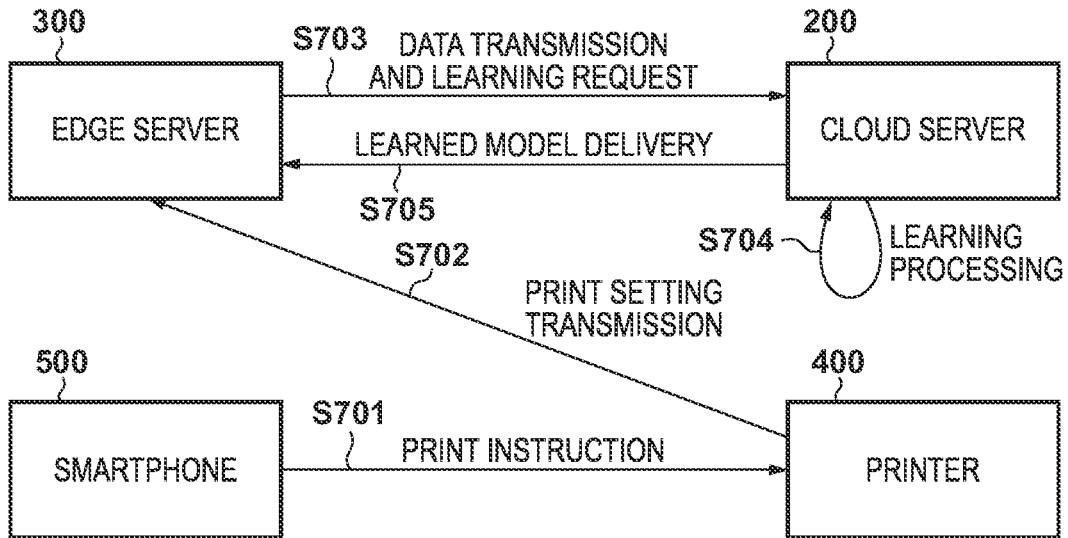 300
S703
DATA TRANSMISSION
AND LEARNING REQUEST
200
EDGE SERVER
CLOUD SERVER
LEARNED MODEL DELIVERY
S705
S704
LEARNING
PROCESSING
S702
PRINT SETTING
TRANSMISSION
500
400
S701
PRINT INSTRUCTION
SMARTPHONE
PRINTER